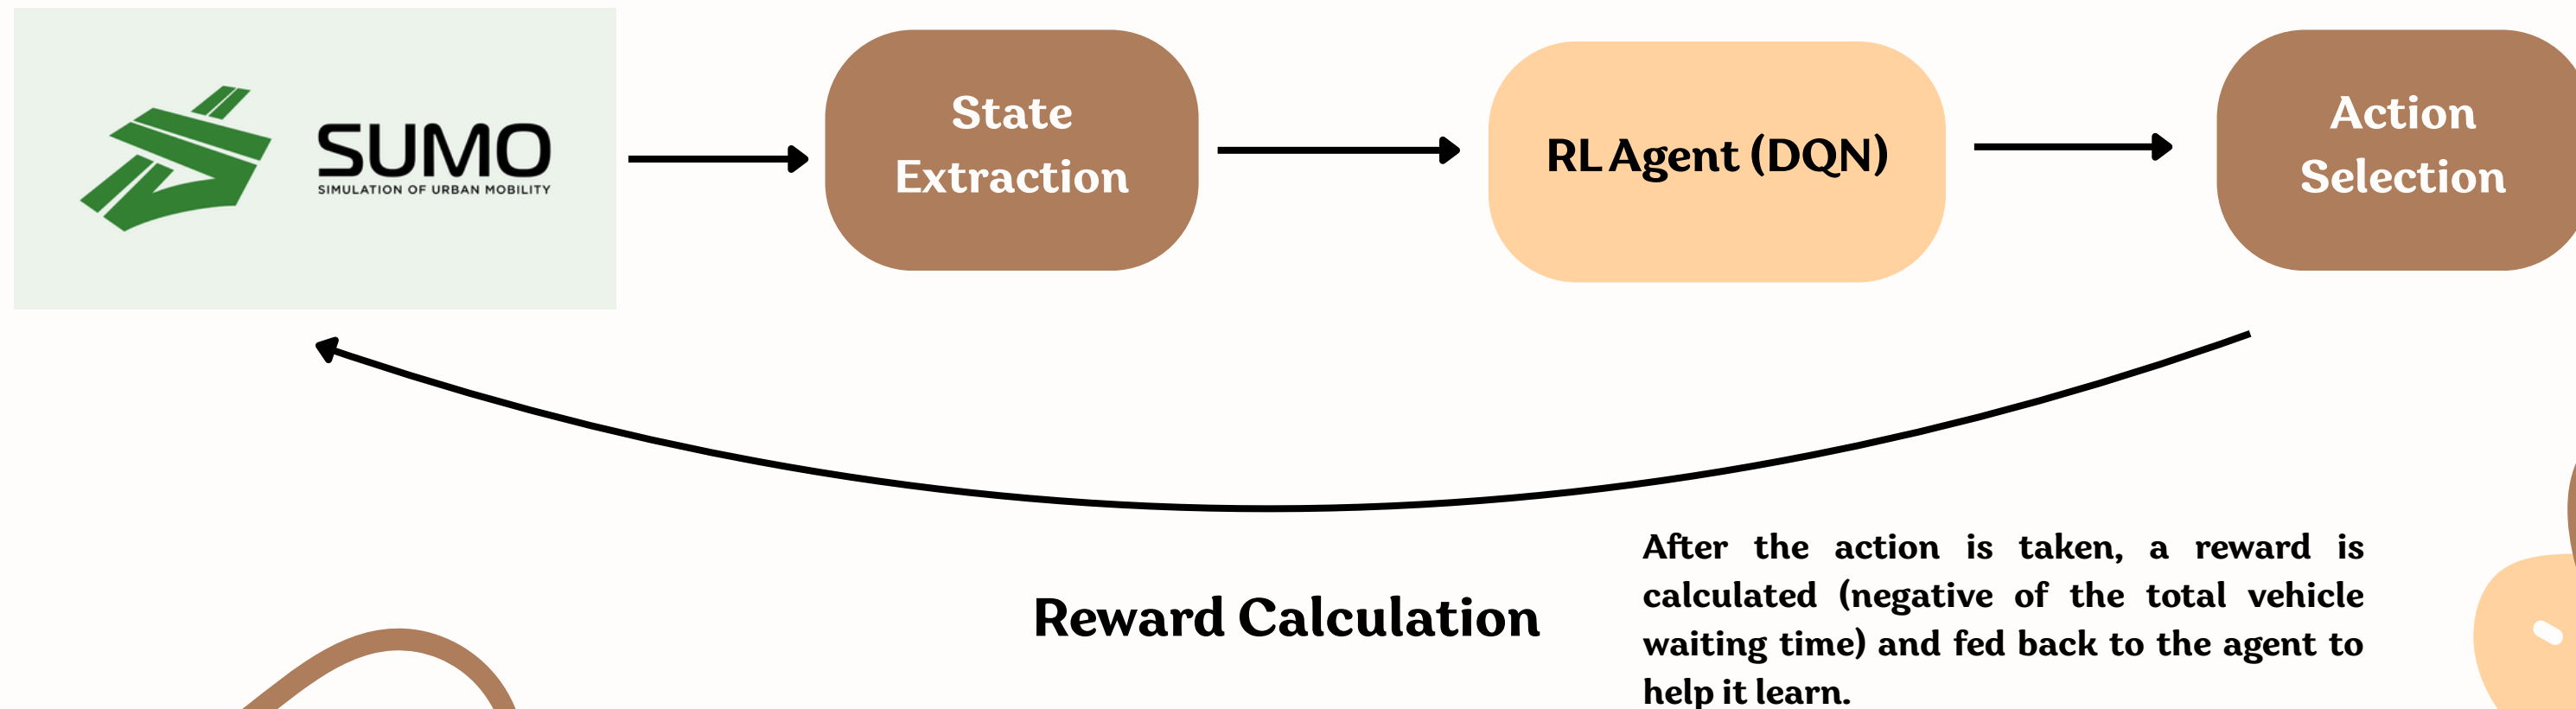 SUMO
SIMULATION OF URBAN MOBILITY
State
Extraction
RL Agent (DQN)
Action
Selection
Reward Calculation
After the action is taken, a reward is
calculated (negative of the total vehicle
waiting time) and fed back to the agent to
help it learn.